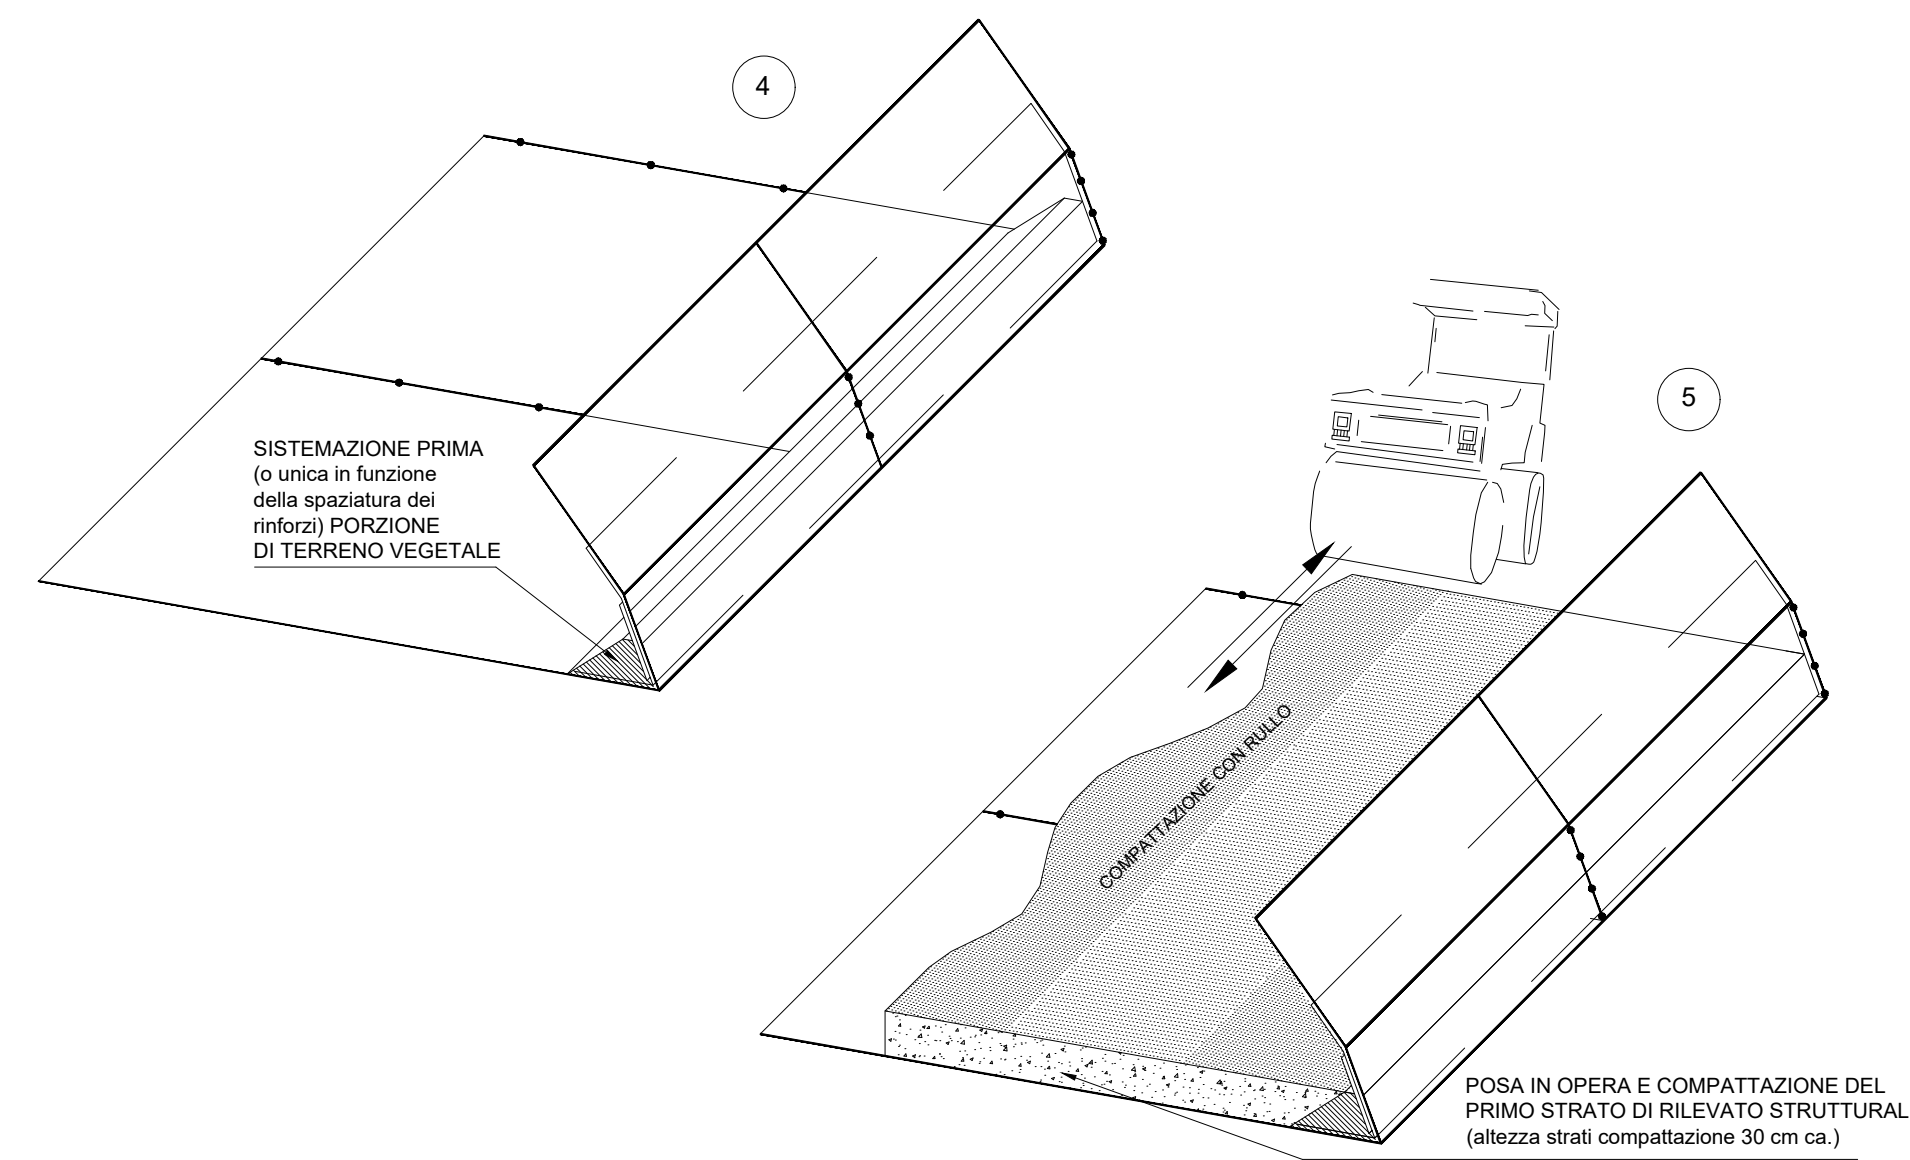 4
SISTEMAZIONE PRIMA
(o unica in funzione
della spaziatura dei
rinforzi) PORZIONE
DI TERRENO VEGETALE
5
COMPATTAZIONE CON RULLO
POSA IN OPERA E COMPATTAZIONE DEL
PRIMO STRATO DI RILEVATO STRUTTURAL
(altezza strati compattazione 30 cm ca.)